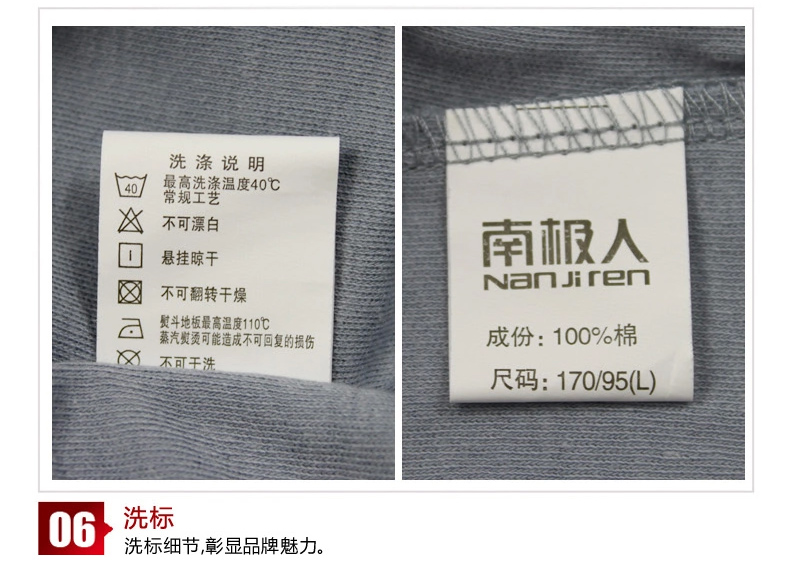 洗涤说明
40
最高洗涤温度40℃
常规工艺
不可漂白
悬挂晾干
不可翻转干燥
熨斗地板最高温度110℃
蒸汽熨烫可能造成不可回复的损伤
不可干洗
南极人
Nanjiren
成份: 100%棉
尺码: 170/95(L)
06
洗标
洗标细节,彰显品牌魅力。